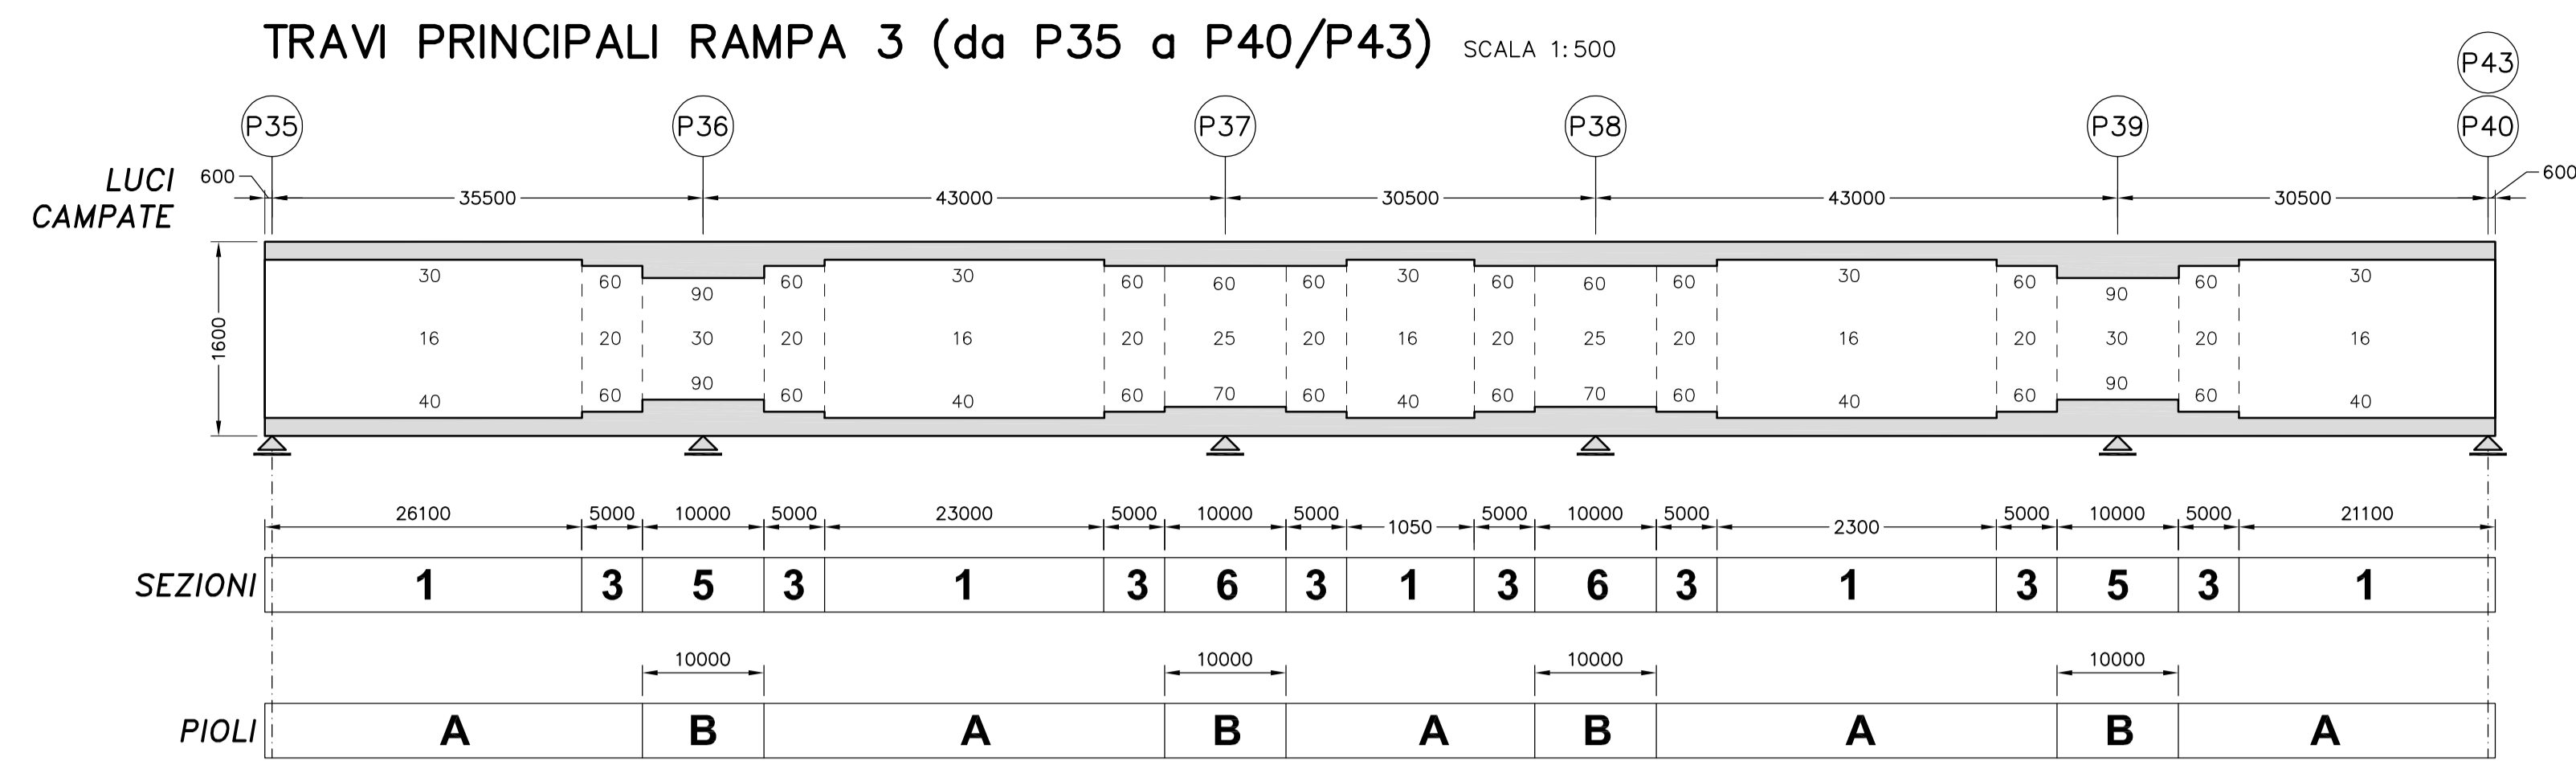 TRAVI PRINCIPALI RAMPA 3 (da P35 a P40/P43) SCALA 1:500
P43
P35 P36 P37 P38 P39 P40
LUCI
CAMPATE
600 35500 43000 30500 43000 30500 600
1600
30 60 90 60 30 60 60 60 30 60 60 60 30 60 90 60 30
16 20 30 20 16 20 25 20 16 20 25 20 16 20 30 20 16
40 60 90 60 40 60 70 60 40 60 70 60 40 60 90 60 40
26100 5000 10000 5000 23000 5000 10000 5000 1050 5000 10000 5000 2300 5000 10000 5000 21100
SEZIONI 1 3 5 3 1 3 6 3 1 3 6 3 1 3 5 3 1
10000 10000 10000 10000
PIOLI A B A B A B A B A